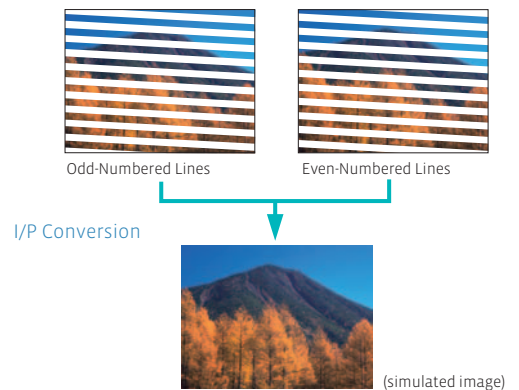 Odd-Numbered Lines
Even-Numbered Lines
I/P Conversion
(simulated image)